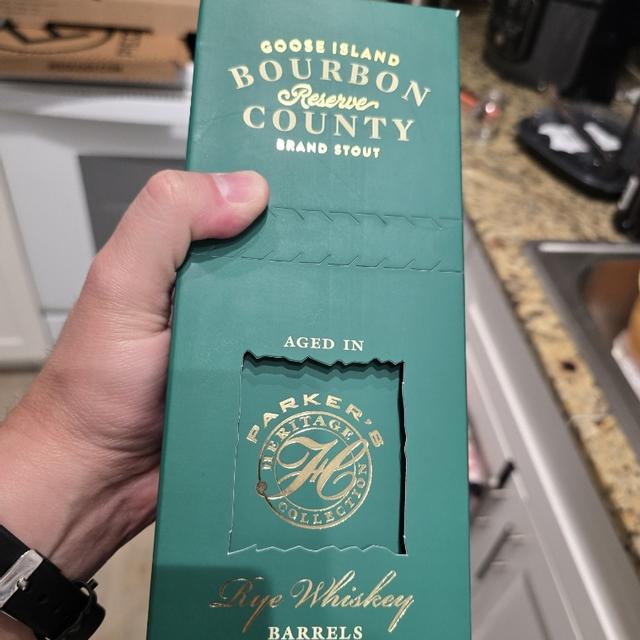 GOOSE ISLAND
BOURBON
Reserve
COUNTY
BRAND STOUT
AGED IN
PARKER'S
HERITAGE
H
COLLECTION
Rye Whiskey
BARRELS